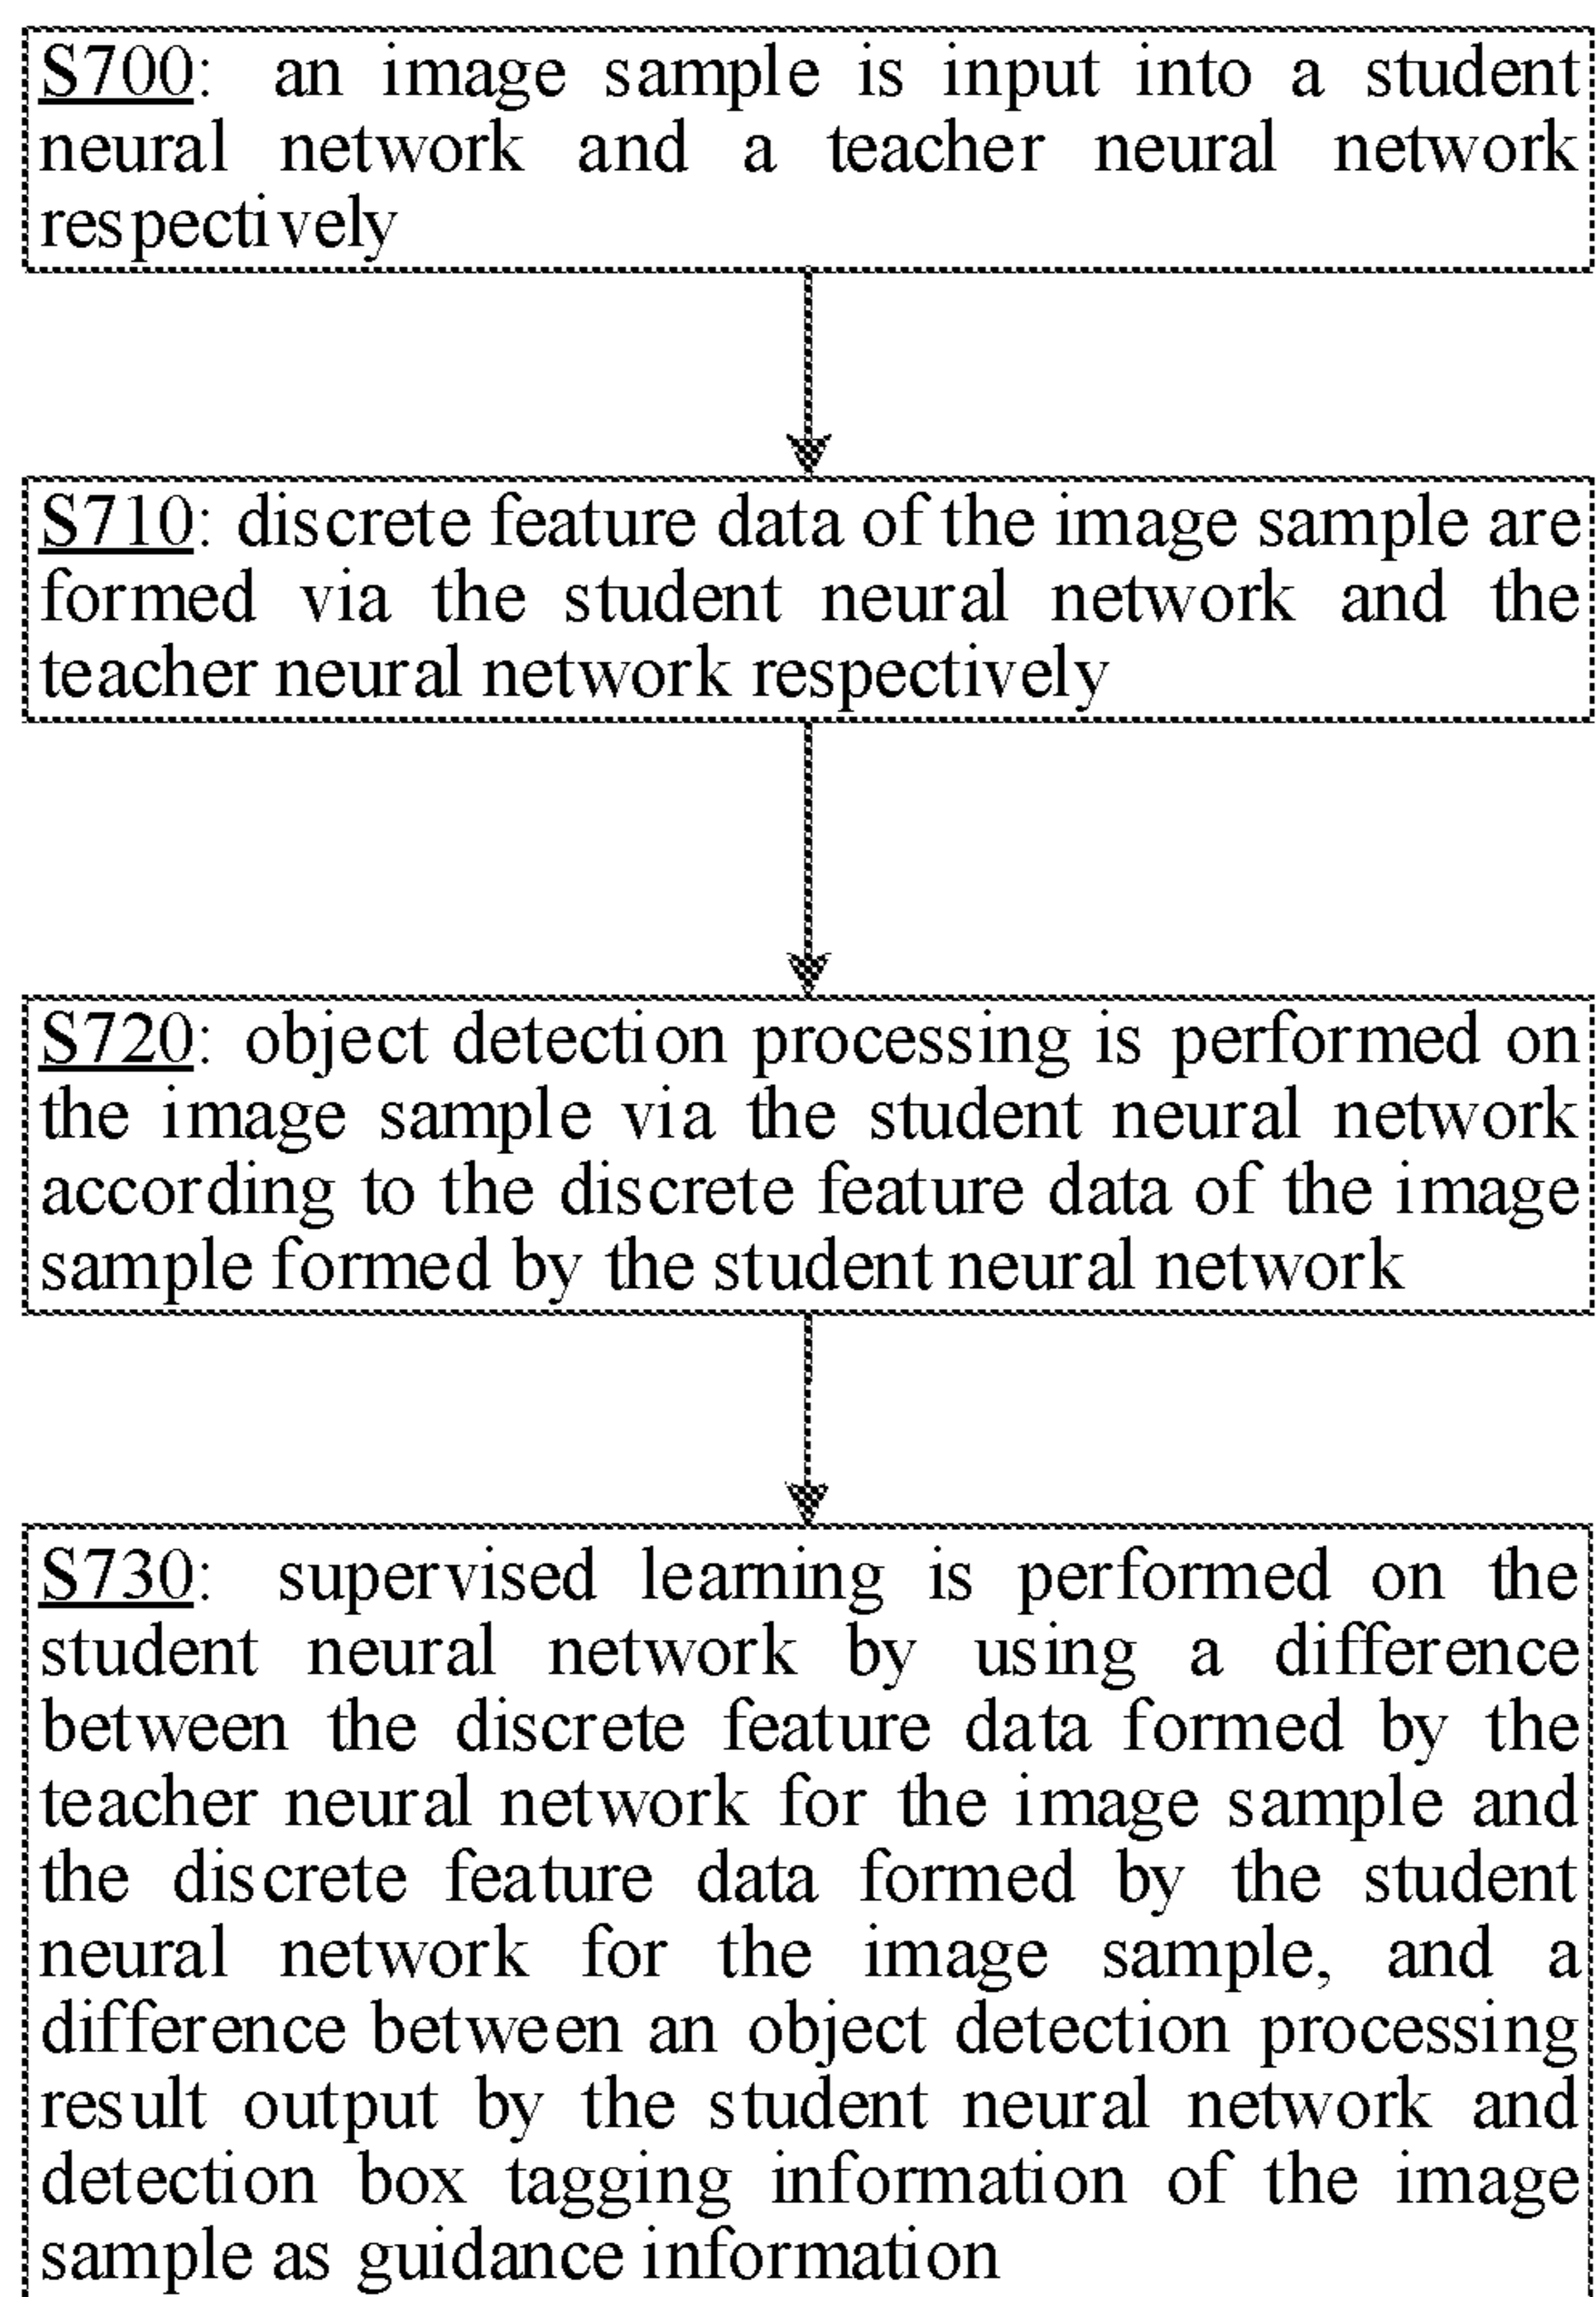 S700: an image sample is input into a student
neural network and a teacher neural network
respectively
S710: discrete feature data of the image sample are
formed via the student neural network and the
teacher neural network respectively
S720: object detection processing is performed on
the image sample via the student neural network
according to the discrete feature data of the image
sample formed by the student neural network
S730: supervised learning is performed on the
student neural network by using a difference
between the discrete feature data formed by the
teacher neural network for the image sample and
the discrete feature data formed by the student
neural network for the image sample, and a
difference between an object detection processing
result output by the student neural network and
detection box tagging information of the image
sample as guidance information